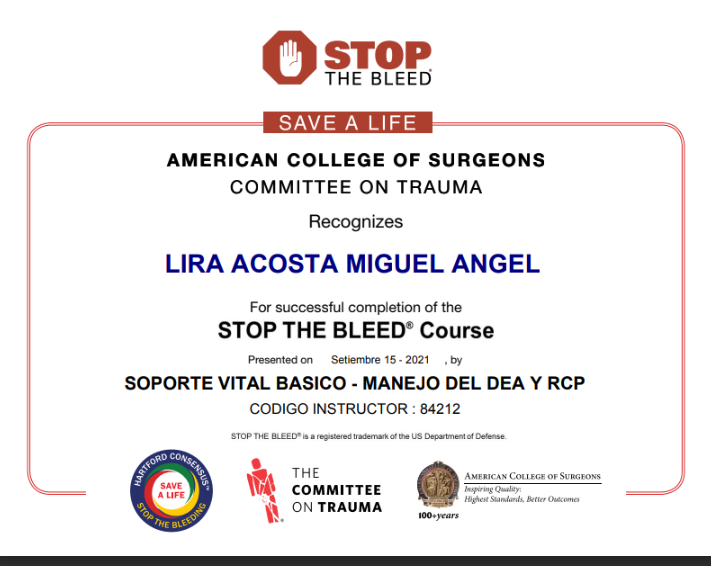 STOP
THE BLEED®
SAVE A LIFE
AMERICAN COLLEGE OF SURGEONS
COMMITTEE ON TRAUMA
Recognizes
LIRA ACOSTA MIGUEL ANGEL
For successful completion of the
STOP THE BLEED® Course
Presented on Setiembre 15 - 2021 , by
SOPORTE VITAL BASICO - MANEJO DEL DEA Y RCP
CODIGO INSTRUCTOR : 84212
STOP THE BLEED® is a registered trademark of the US Department of Defense.
HARTFORD CONSENSUS™
SAVE
A LIFE
STOP THE BLEEDING
THE
COMMITTEE
ON TRAUMA
100+years
AMERICAN COLLEGE OF SURGEONS
Inspiring Quality:
Highest Standards, Better Outcomes